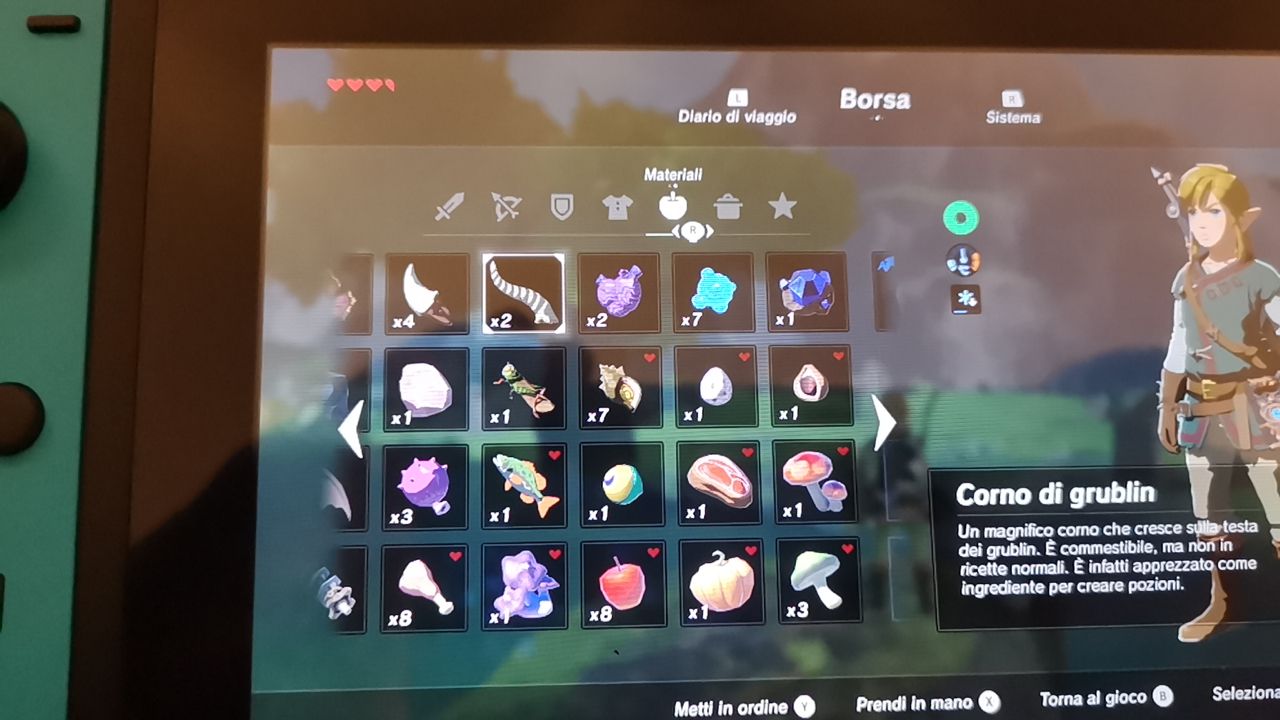 L
Diario di viaggio
Borsa
R
Sistema
Materiali
R
x4
x2
x2
x7
x1
x1
x1
x7
x1
x1
x3
x1
x1
x1
x1
x8
x8
x1
x3
Corno di grublin
Un magnifico corno che cresce sulla testa
dei grublin. È commestibile, ma non in
ricette normali. È infatti apprezzato come
ingrediente per creare pozioni.
Metti in ordine Y
Prendi in mano X
Torna al gioco B